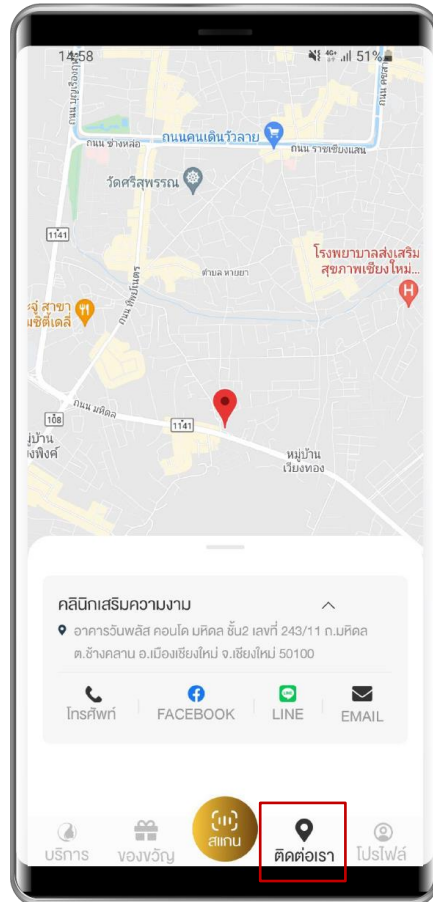 14:58
4G+
51%
ถนน ช่างหล่อ
ถนนคนเดินวัวลาย
ถนน ราชเชียงแสน
วัดศรีสุพรรณ
1141
โรงพยาบาลส่งเสริม
สุขภาพเชียงใหม่...
ตำบล หายยา
ถนน ทิพย์เนตร
สาขา
ถนน มหิดล
108
1141
หมู่บ้าน
เวียงทอง
คลินิกเสริมความงาม
อาคารวันพลัส คอนโด มหิดล ชั้น2 เลขที่ 243/11 ถ.มหิดล
ต.ช้างคลาน อ.เมืองเชียงใหม่ จ.เชียงใหม่ 50100
โทรศัพท์
FACEBOOK
LINE
EMAIL
บริการ
ของขวัญ
สแกน
ติดต่อเรา
โปรไฟล์